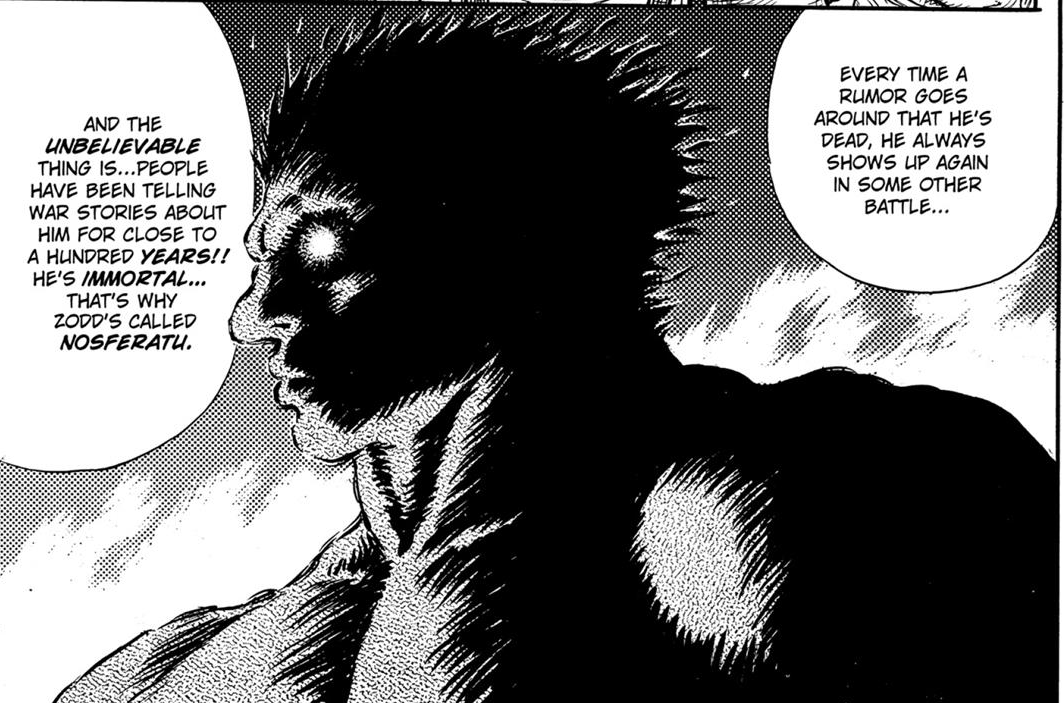 EVERY TIME A
RUMOR GOES
AROUND THAT HE'S
DEAD, HE ALWAYS
SHOWS UP AGAIN
IN SOME OTHER
BATTLE...
AND THE
UNBELIEVABLE
THING IS...PEOPLE
HAVE BEEN TELLING
WAR STORIES ABOUT
HIM FOR CLOSE TO
A HUNDRED YEARS!!
HE'S IMMORTAL...
THAT'S WHY
ZODD'S CALLED
NOSFERATU.